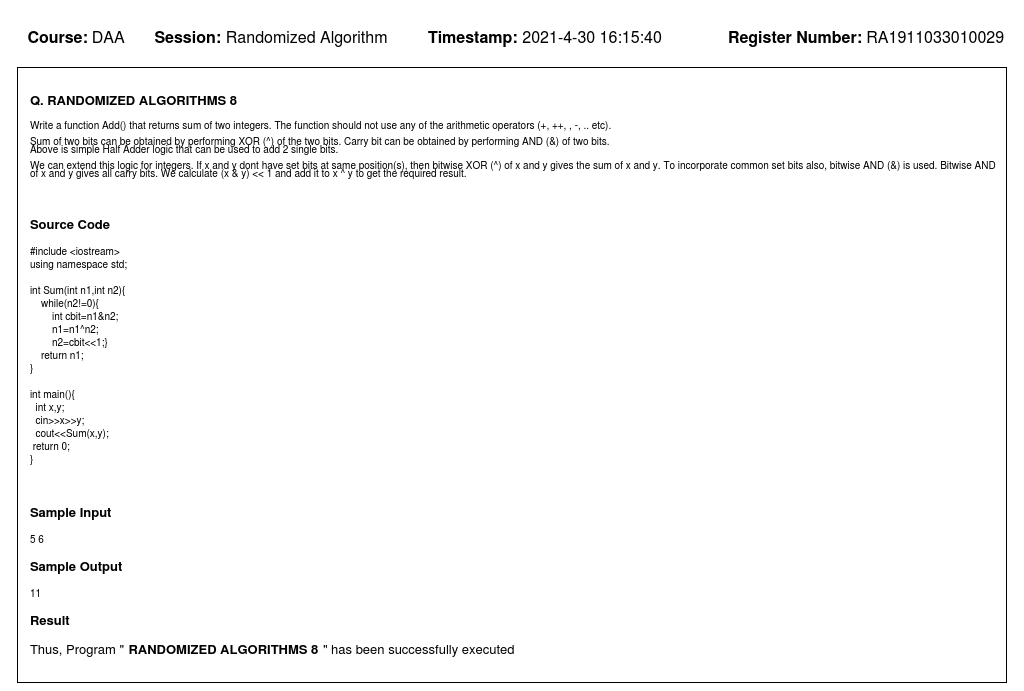 Course: DAA Session: Randomized Algorithm Timestamp: 2021-4-30 16:15:40 Register Number: RA1911033010029
Q. RANDOMIZED ALGORITHMS 8
Write a function Add() that returns sum of two integers. The function should not use any of the arithmetic operators (+, ++, , -, .. etc).
Sum of two bits can be obtained by performing XOR (^) of the two bits. Carry bit can be obtained by performing AND (&) of two bits.
Above is simple Half Adder logic that can be used to add 2 single bits.
We can extend this logic for integers. If x and y dont have set bits at same position(s), then bitwise XOR (^) of x and y gives the sum of x and y. To incorporate common set bits also, bitwise AND (&) is used. Bitwise AND
of x and y gives all carry bits. We calculate (x & y) << 1 and add it to x ^ y to get the required result.
Source Code
#include <iostream>
using namespace std;
int Sum(int n1,int n2){
    while(n2!=0){
        int cbit=n1&n2;
        n1=n1^n2;
        n2=cbit<<1;}
    return n1;
}
int main(){
  int x,y;
  cin>>x>>y;
  cout<<Sum(x,y);
 return 0;
}
Sample Input
5 6
Sample Output
11
Result
Thus, Program " RANDOMIZED ALGORITHMS 8 " has been successfully executed